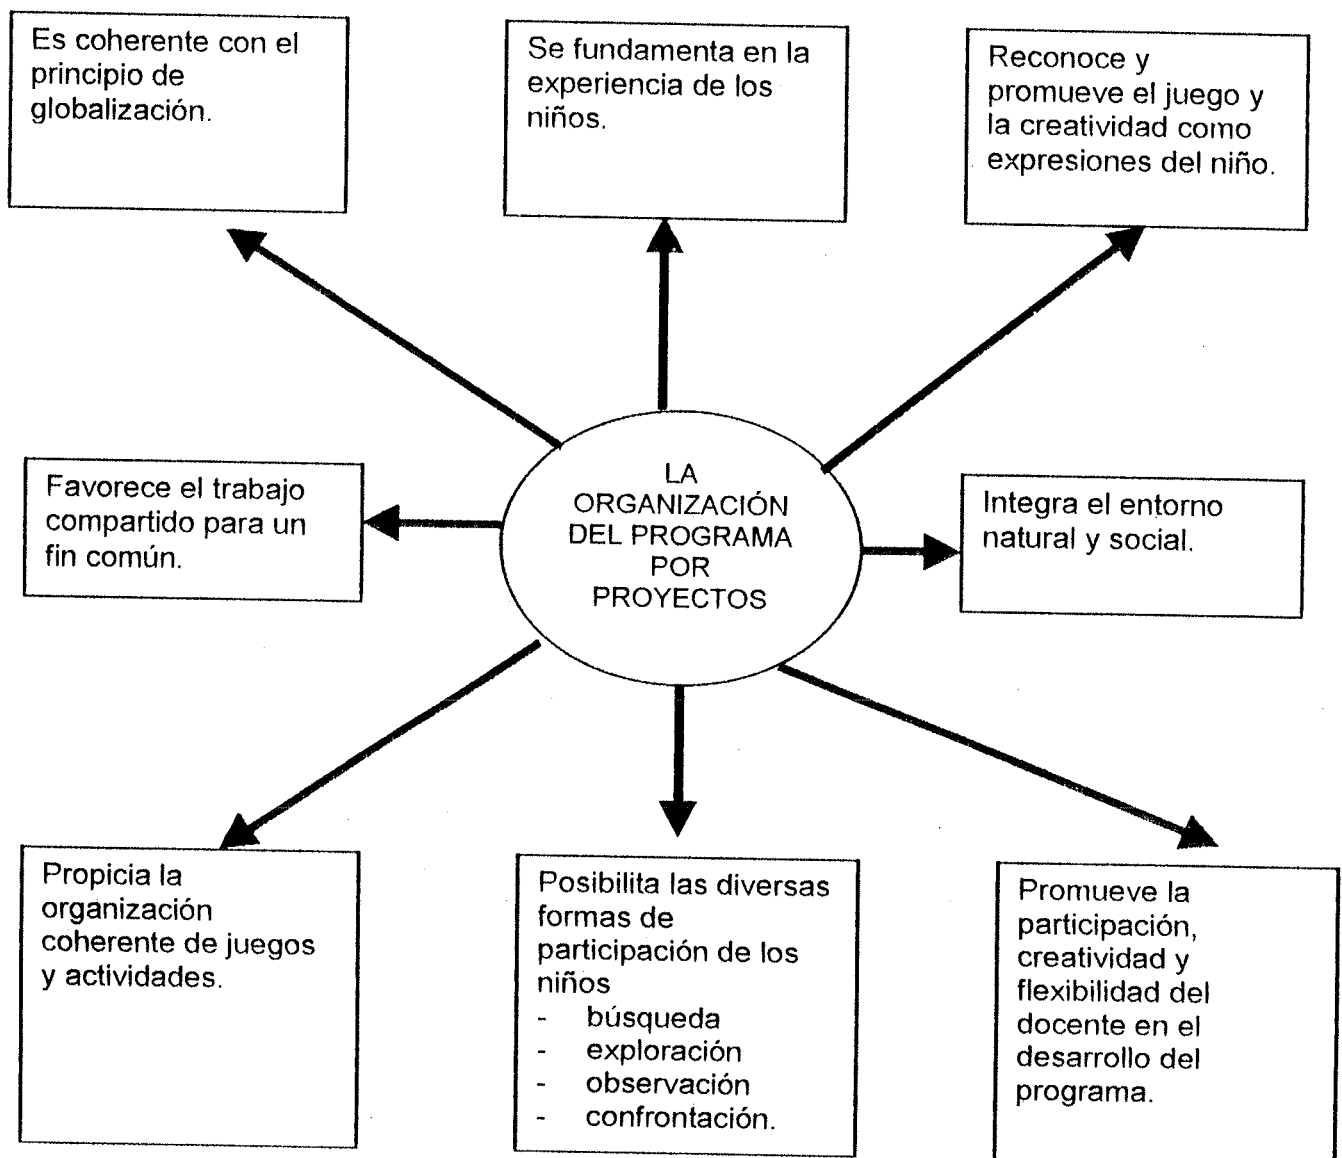 Es coherente con el
principio de
globalización.
Se fundamenta en la
experiencia de los
niños.
Reconoce y
promueve el juego y
la creatividad como
expresiones del niño.
Favorece el trabajo
compartido para un
fin común.
LA
ORGANIZACIÓN
DEL PROGRAMA
POR
PROYECTOS
Integra el entorno
natural y social.
Propicia la
organización
coherente de juegos
y actividades.
Posibilita las diversas
formas de
participación de los
niños
- búsqueda
- exploración
- observación
- confrontación.
Promueve la
participación,
creatividad y
flexibilidad del
docente en el
desarrollo del
programa.